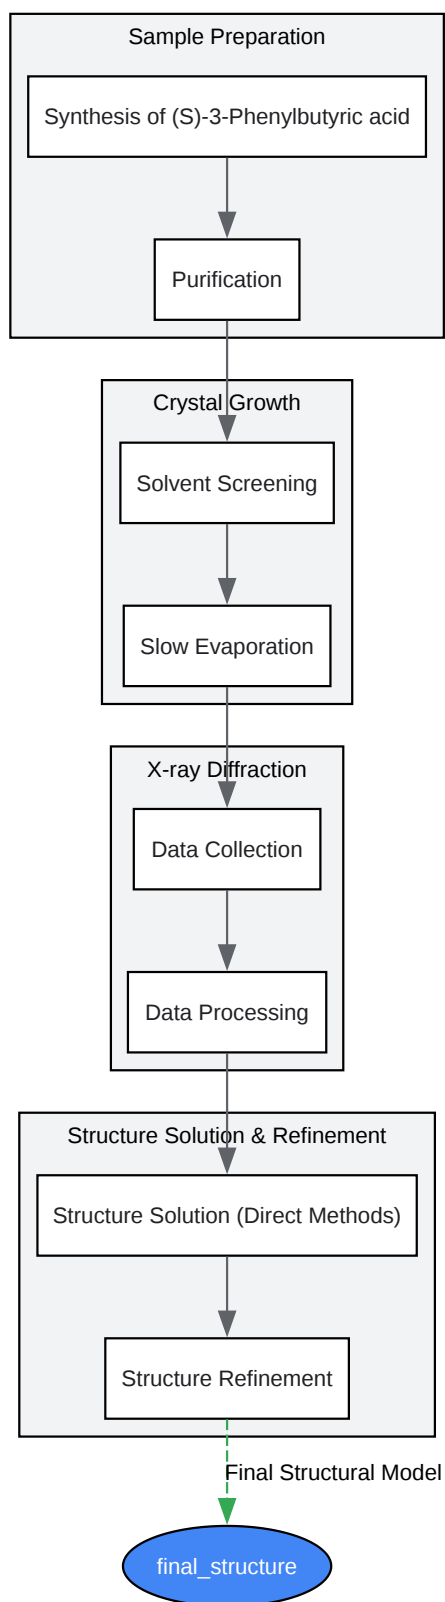 Sample Preparation
Synthesis of (S)-3-Phenylbutyric acid
Purification
Crystal Growth
Solvent Screening
Slow Evaporation
X-ray Diffraction
Data Collection
Data Processing
Structure Solution & Refinement
Structure Solution (Direct Methods)
Structure Refinement
Final Structural Model
final_structure